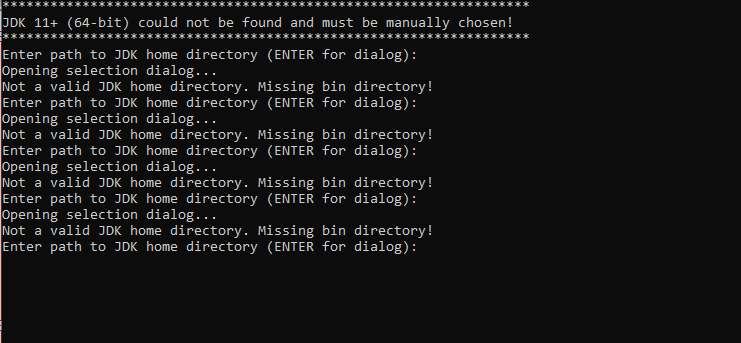 ******************************************************************
JDK 11+ (64-bit) could not be found and must be manually chosen!
******************************************************************
Enter path to JDK home directory (ENTER for dialog):
Opening selection dialog...
Not a valid JDK home directory. Missing bin directory!
Enter path to JDK home directory (ENTER for dialog):
Opening selection dialog...
Not a valid JDK home directory. Missing bin directory!
Enter path to JDK home directory (ENTER for dialog):
Opening selection dialog...
Not a valid JDK home directory. Missing bin directory!
Enter path to JDK home directory (ENTER for dialog):
Opening selection dialog...
Not a valid JDK home directory. Missing bin directory!
Enter path to JDK home directory (ENTER for dialog):